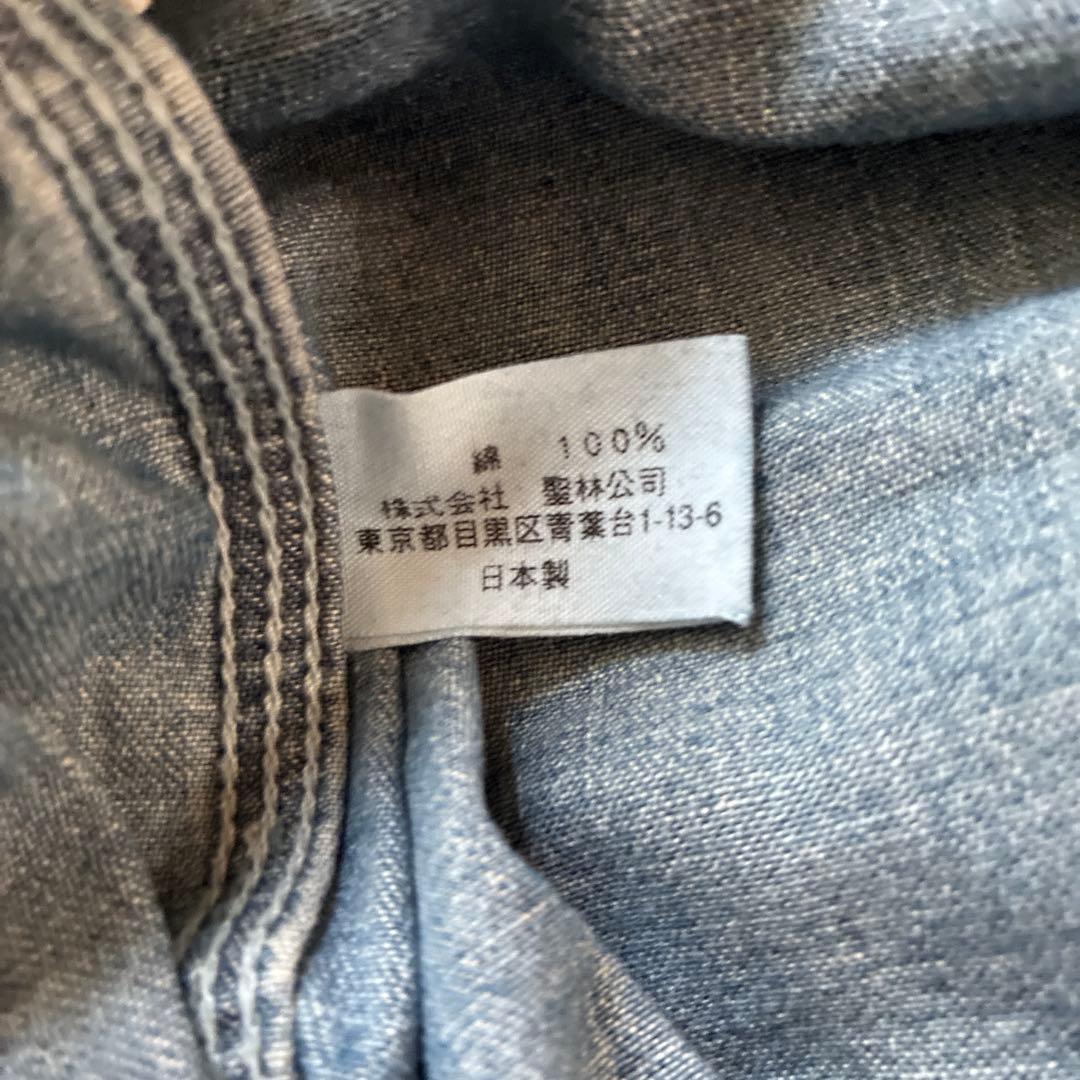 綿 100%
株式会社 聖林公司
東京都目黒区青葉台1-13-6
日本製